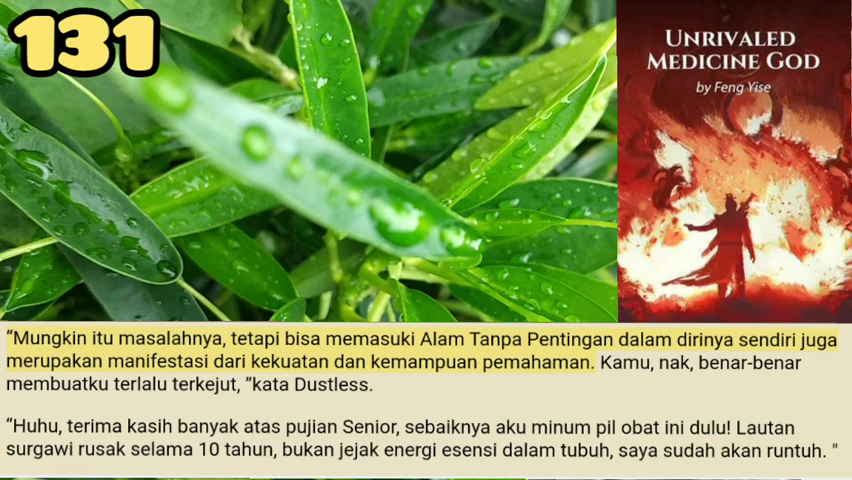 131
UNRIVALED
MEDICINE GOD
by Feng Yise
“Mungkin itu masalahnya, tetapi bisa memasuki Alam Tanpa Pentingan dalam dirinya sendiri juga
merupakan manifestasi dari kekuatan dan kemampuan pemahaman. Kamu, nak, benar-benar
membuatku terlalu terkejut, ”kata Dustless.
“Huhu, terima kasih banyak atas pujian Senior, sebaiknya aku minum pil obat ini dulu! Lautan
surgawi rusak selama 10 tahun, bukan jejak energi esensi dalam tubuh, saya sudah akan runtuh. "